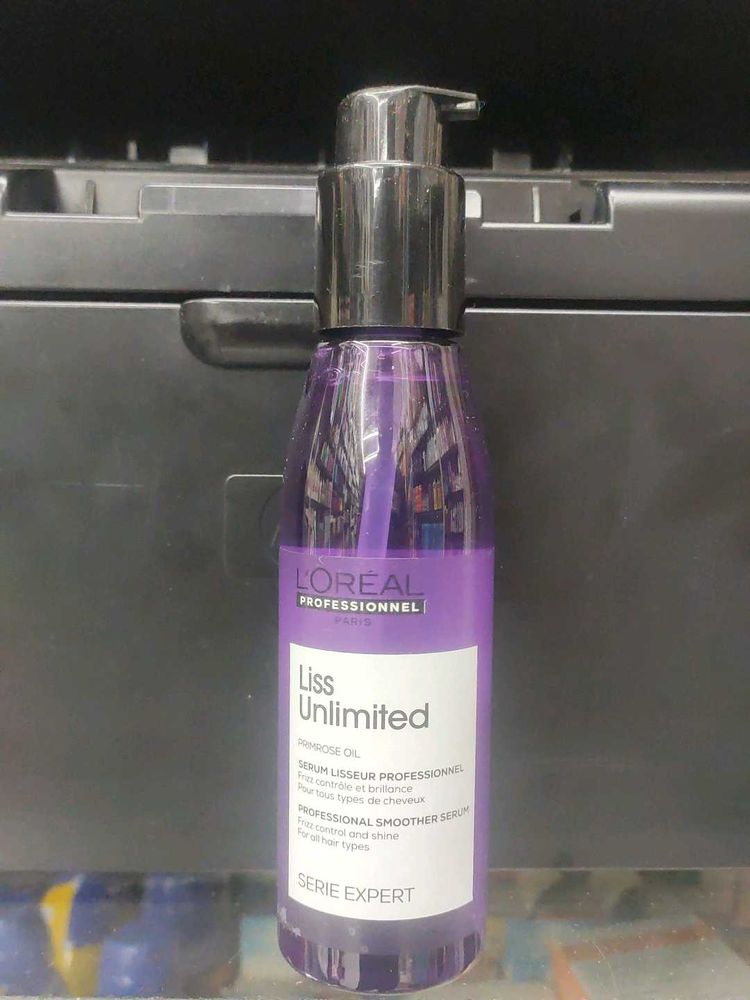 L'ORÉAL
PROFESSIONNEL
PARIS
Liss
Unlimited
PRIMROSE OIL
SERUM LISSEUR PROFESSIONNEL
Frizz contrôle et brillance
Pour tous types de cheveux
PROFESSIONAL SMOOTHER SERUM
Frizz control and shine
For all hair types
SERIE EXPERT